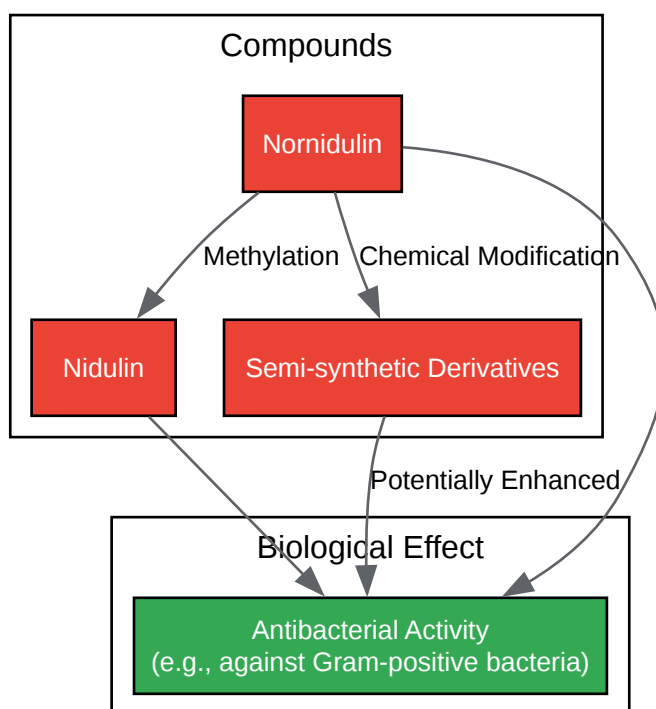 Compounds
Nornidulin
Methylation
Chemical Modification
Nidulin
Semi-synthetic Derivatives
Potentially Enhanced
Biological Effect
Antibacterial Activity
(e.g., against Gram-positive bacteria)